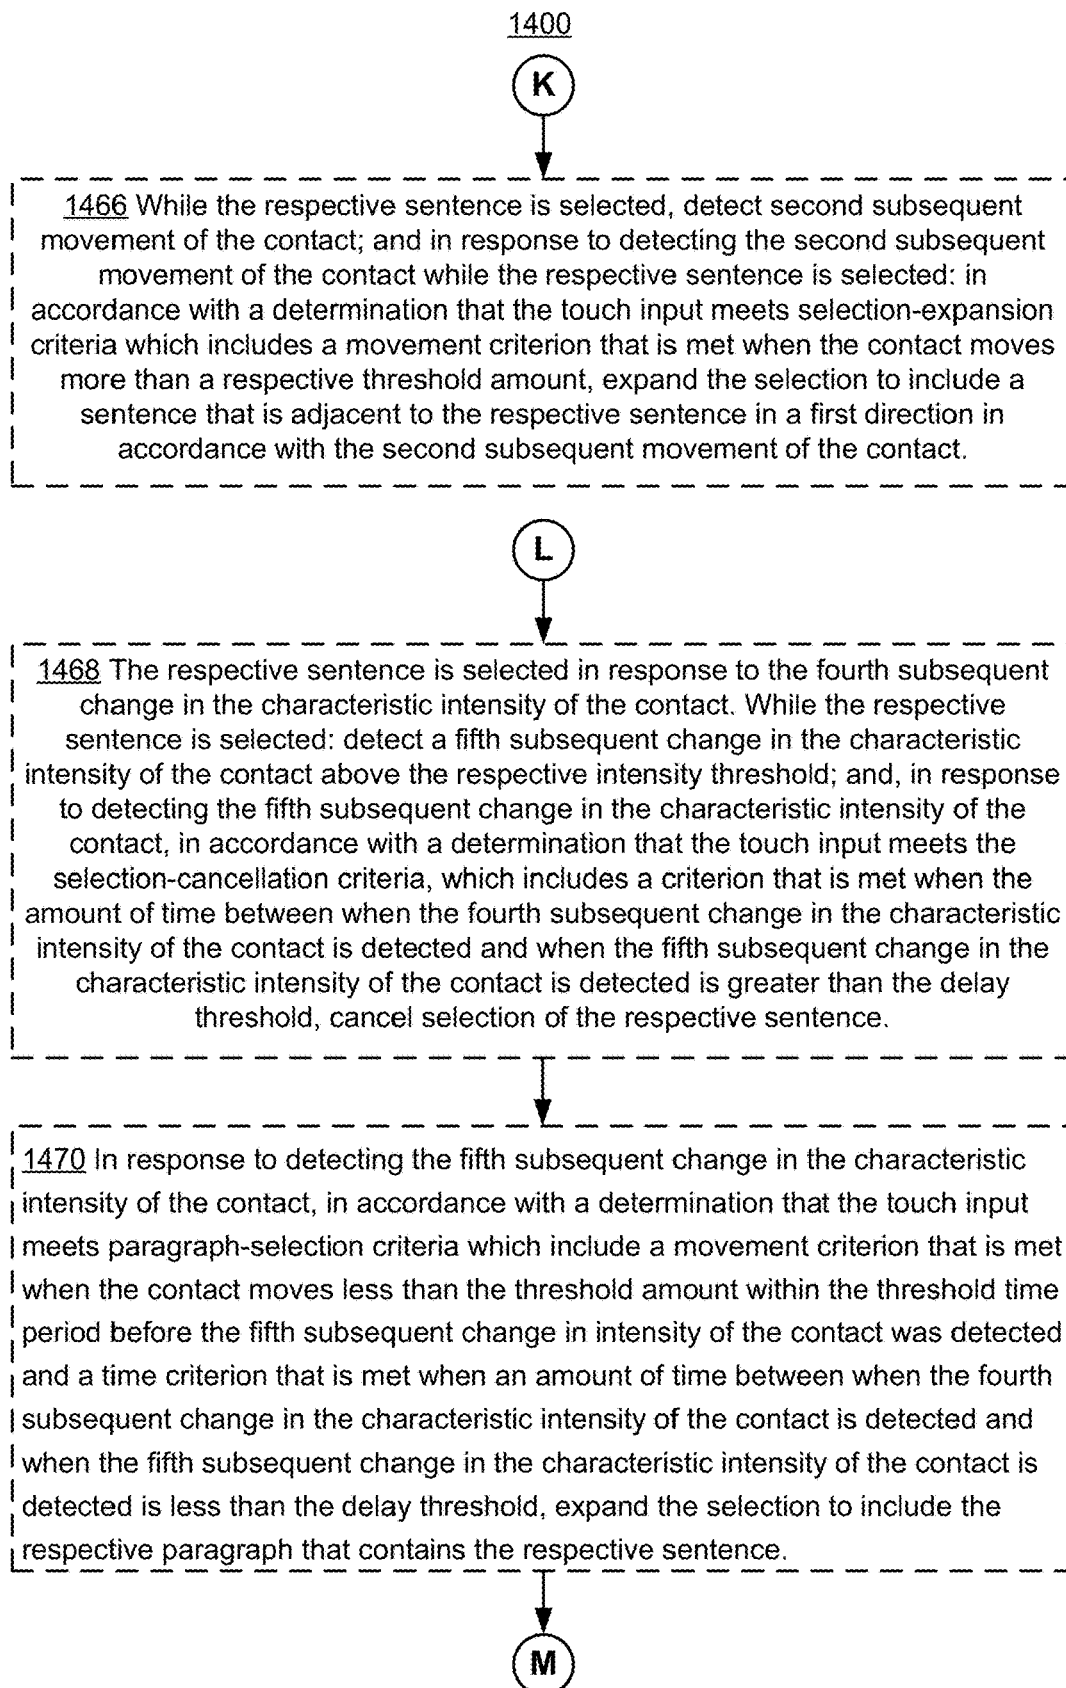 1400
K
1466 While the respective sentence is selected, detect second subsequent
movement of the contact; and in response to detecting the second subsequent
movement of the contact while the respective sentence is selected: in
accordance with a determination that the touch input meets selection-expansion
criteria which includes a movement criterion that is met when the contact moves
more than a respective threshold amount, expand the selection to include a
sentence that is adjacent to the respective sentence in a first direction in
accordance with the second subsequent movement of the contact.
L
1468 The respective sentence is selected in response to the fourth subsequent
change in the characteristic intensity of the contact. While the respective
sentence is selected: detect a fifth subsequent change in the characteristic
intensity of the contact above the respective intensity threshold; and, in response
to detecting the fifth subsequent change in the characteristic intensity of the
contact, in accordance with a determination that the touch input meets the
selection-cancellation criteria, which includes a criterion that is met when the
amount of time between when the fourth subsequent change in the characteristic
intensity of the contact is detected and when the fifth subsequent change in the
characteristic intensity of the contact is detected is greater than the delay
threshold, cancel selection of the respective sentence.
1470 In response to detecting the fifth subsequent change in the characteristic
intensity of the contact, in accordance with a determination that the touch input
meets paragraph-selection criteria which include a movement criterion that is met
when the contact moves less than the threshold amount within the threshold time
period before the fifth subsequent change in intensity of the contact was detected
and a time criterion that is met when an amount of time between when the fourth
subsequent change in the characteristic intensity of the contact is detected and
when the fifth subsequent change in the characteristic intensity of the contact is
detected is less than the delay threshold, expand the selection to include the
respective paragraph that contains the respective sentence.
M